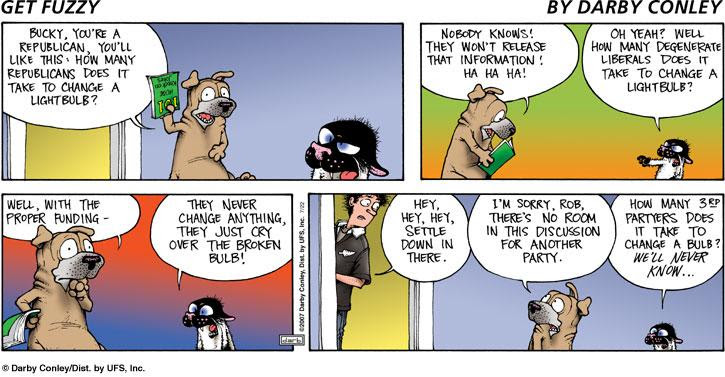 GET FUZZY
BY DARBY CONLEY
BUCKY, YOU'RE A
REPUBLICAN, YOU'LL
LIKE THIS: HOW MANY
REPUBLICANS DOES IT
TAKE TO CHANGE A
LIGHTBULB?
101
NOBODY KNOWS!
THEY WON'T RELEASE
THAT INFORMATION!
HA HA HA!
OH YEAH? WELL
HOW MANY DEGENERATE
LIBERALS DOES IT
TAKE TO CHANGE A
LIGHTBULB?
WELL, WITH THE
PROPER FUNDING -
THEY NEVER
CHANGE ANYTHING,
THEY JUST CRY
OVER THE BROKEN
BULB!
7/22
©2007 Darby Conley, Dist. by UFS, Inc.
darb
HEY,
HEY, HEY,
SETTLE
DOWN IN
THERE.
I'M SORRY, ROB,
THERE'S NO ROOM
IN THIS DISCUSSION
FOR ANOTHER
PARTY.
HOW MANY 3RD
PARTYERS DOES
IT TAKE TO
CHANGE A BULB?
WE'LL NEVER
KNOW...
© Darby Conley/Dist. by UFS, Inc.